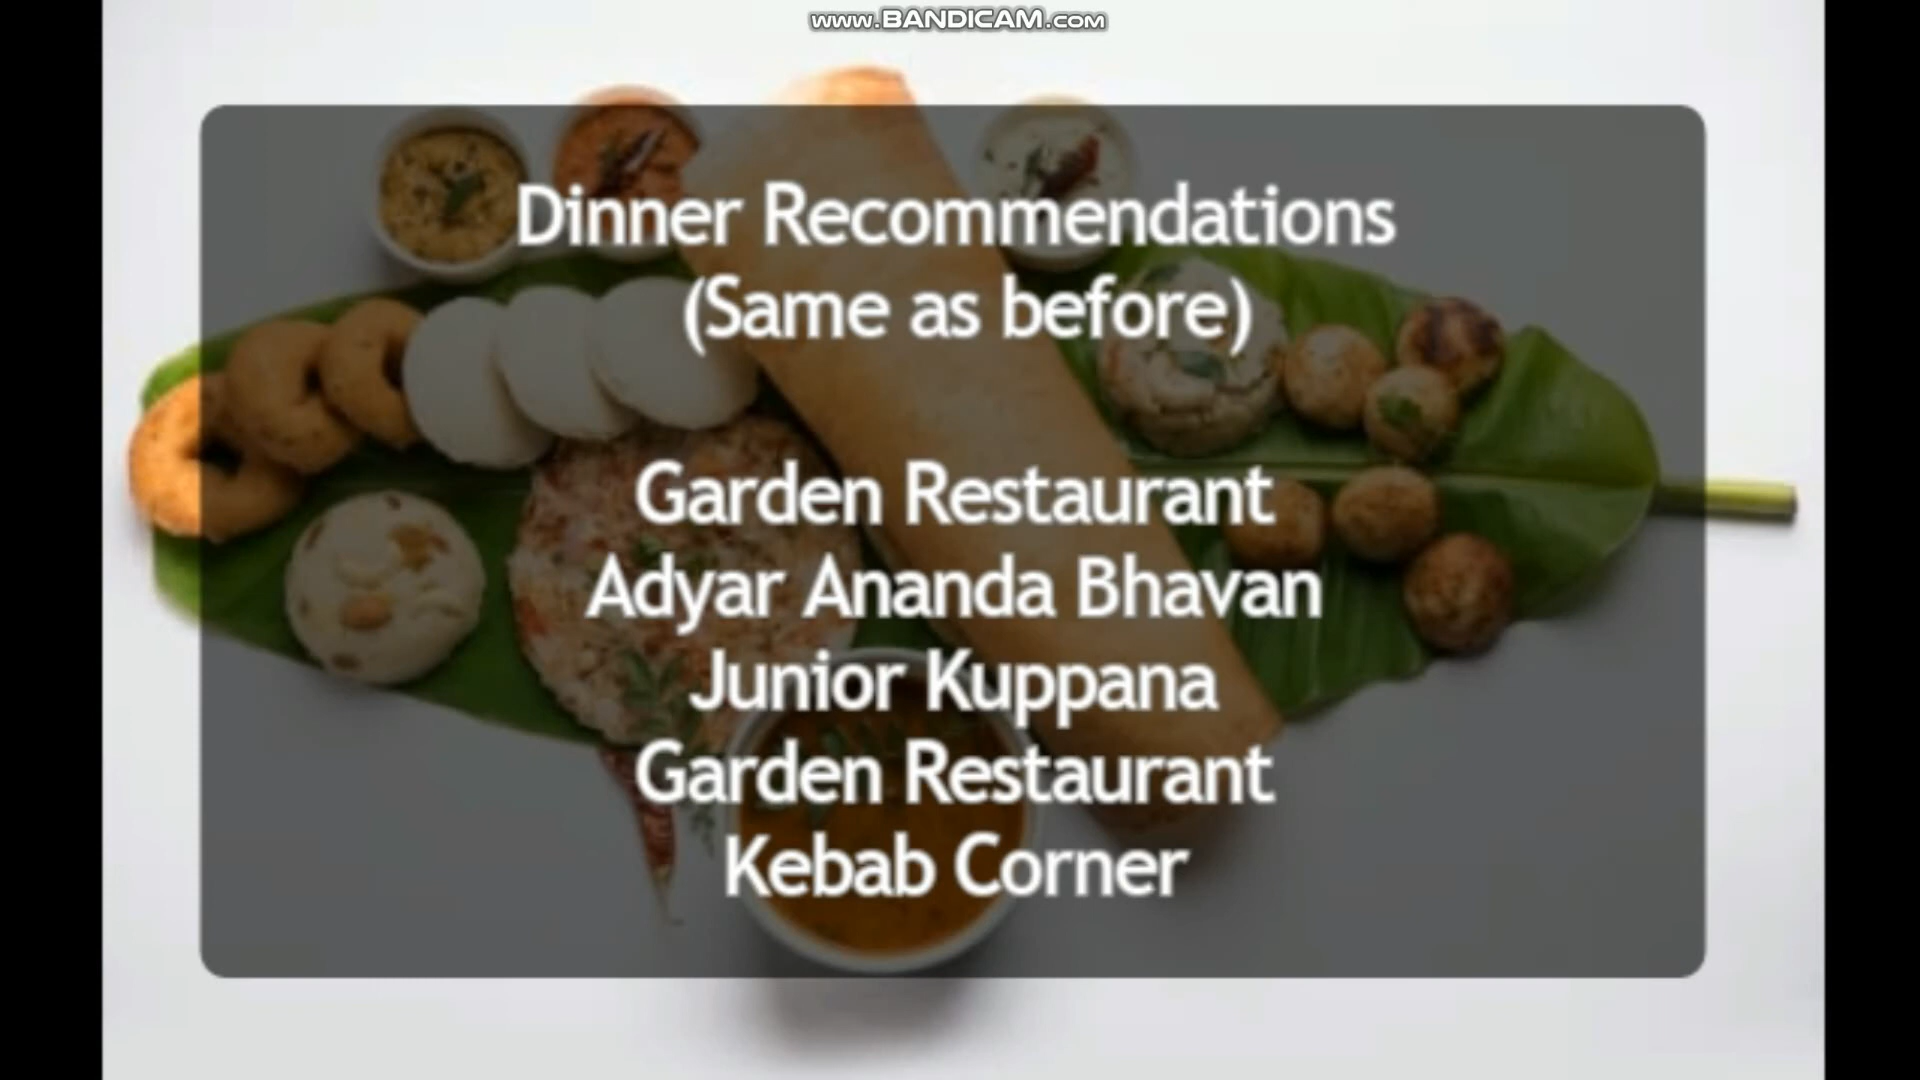 www.BANDICAM.com
Dinner Recommendations
(Same as before)
Garden Restaurant
Adyar Ananda Bhavan
Junior Kuppana
Garden Restaurant
Kebab Corner